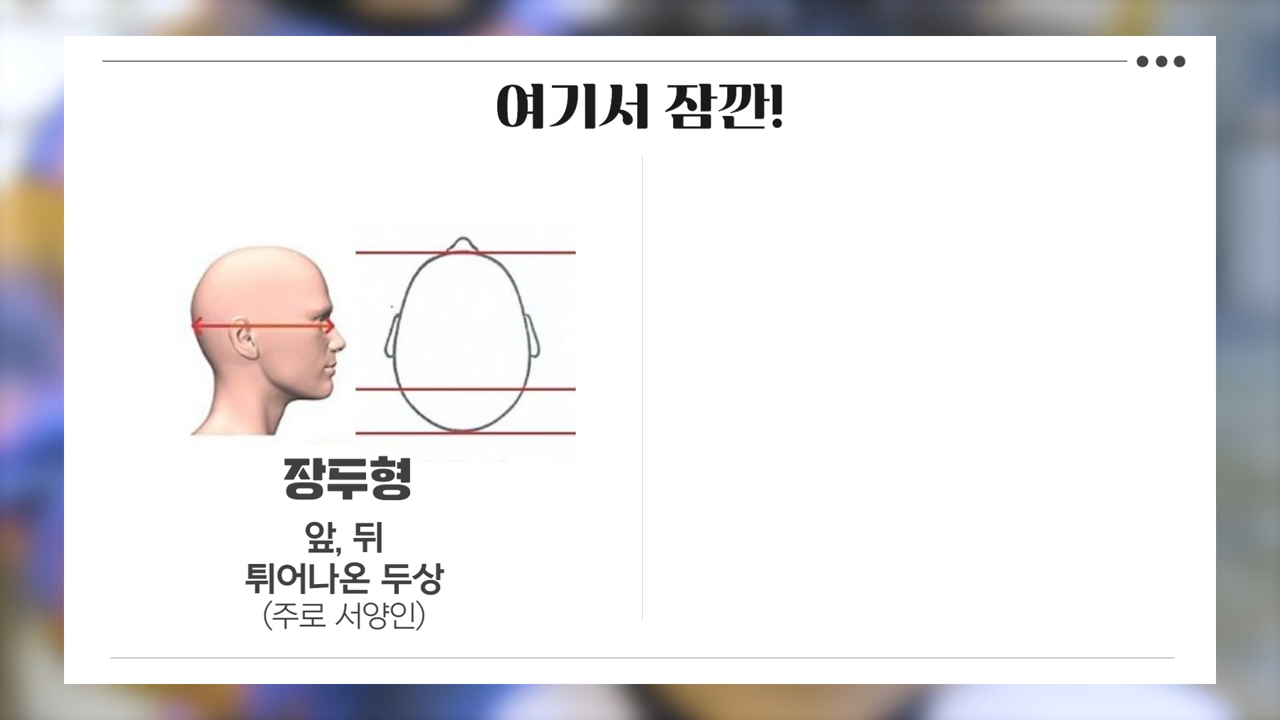 여기서 잠깐!
장두형
앞, 뒤
튀어나온 두상
(주로 서양인)